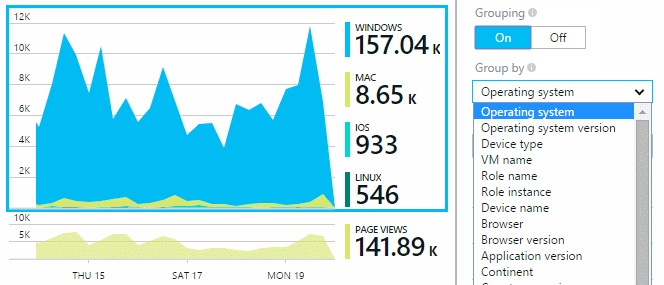 12K
10K
8K
6K
4K
2K
WINDOWS
157.04 K
MAC
8.65 K
IOS
933
LINUX
546
10K
5K
PAGE VIEWS
141.89 K
THU 15
SAT 17
MON 19
Grouping
On
Off
Group by
Operating system
Operating system
Operating system version
Device type
VM name
Role name
Role instance
Device name
Browser
Browser version
Application version
Continent